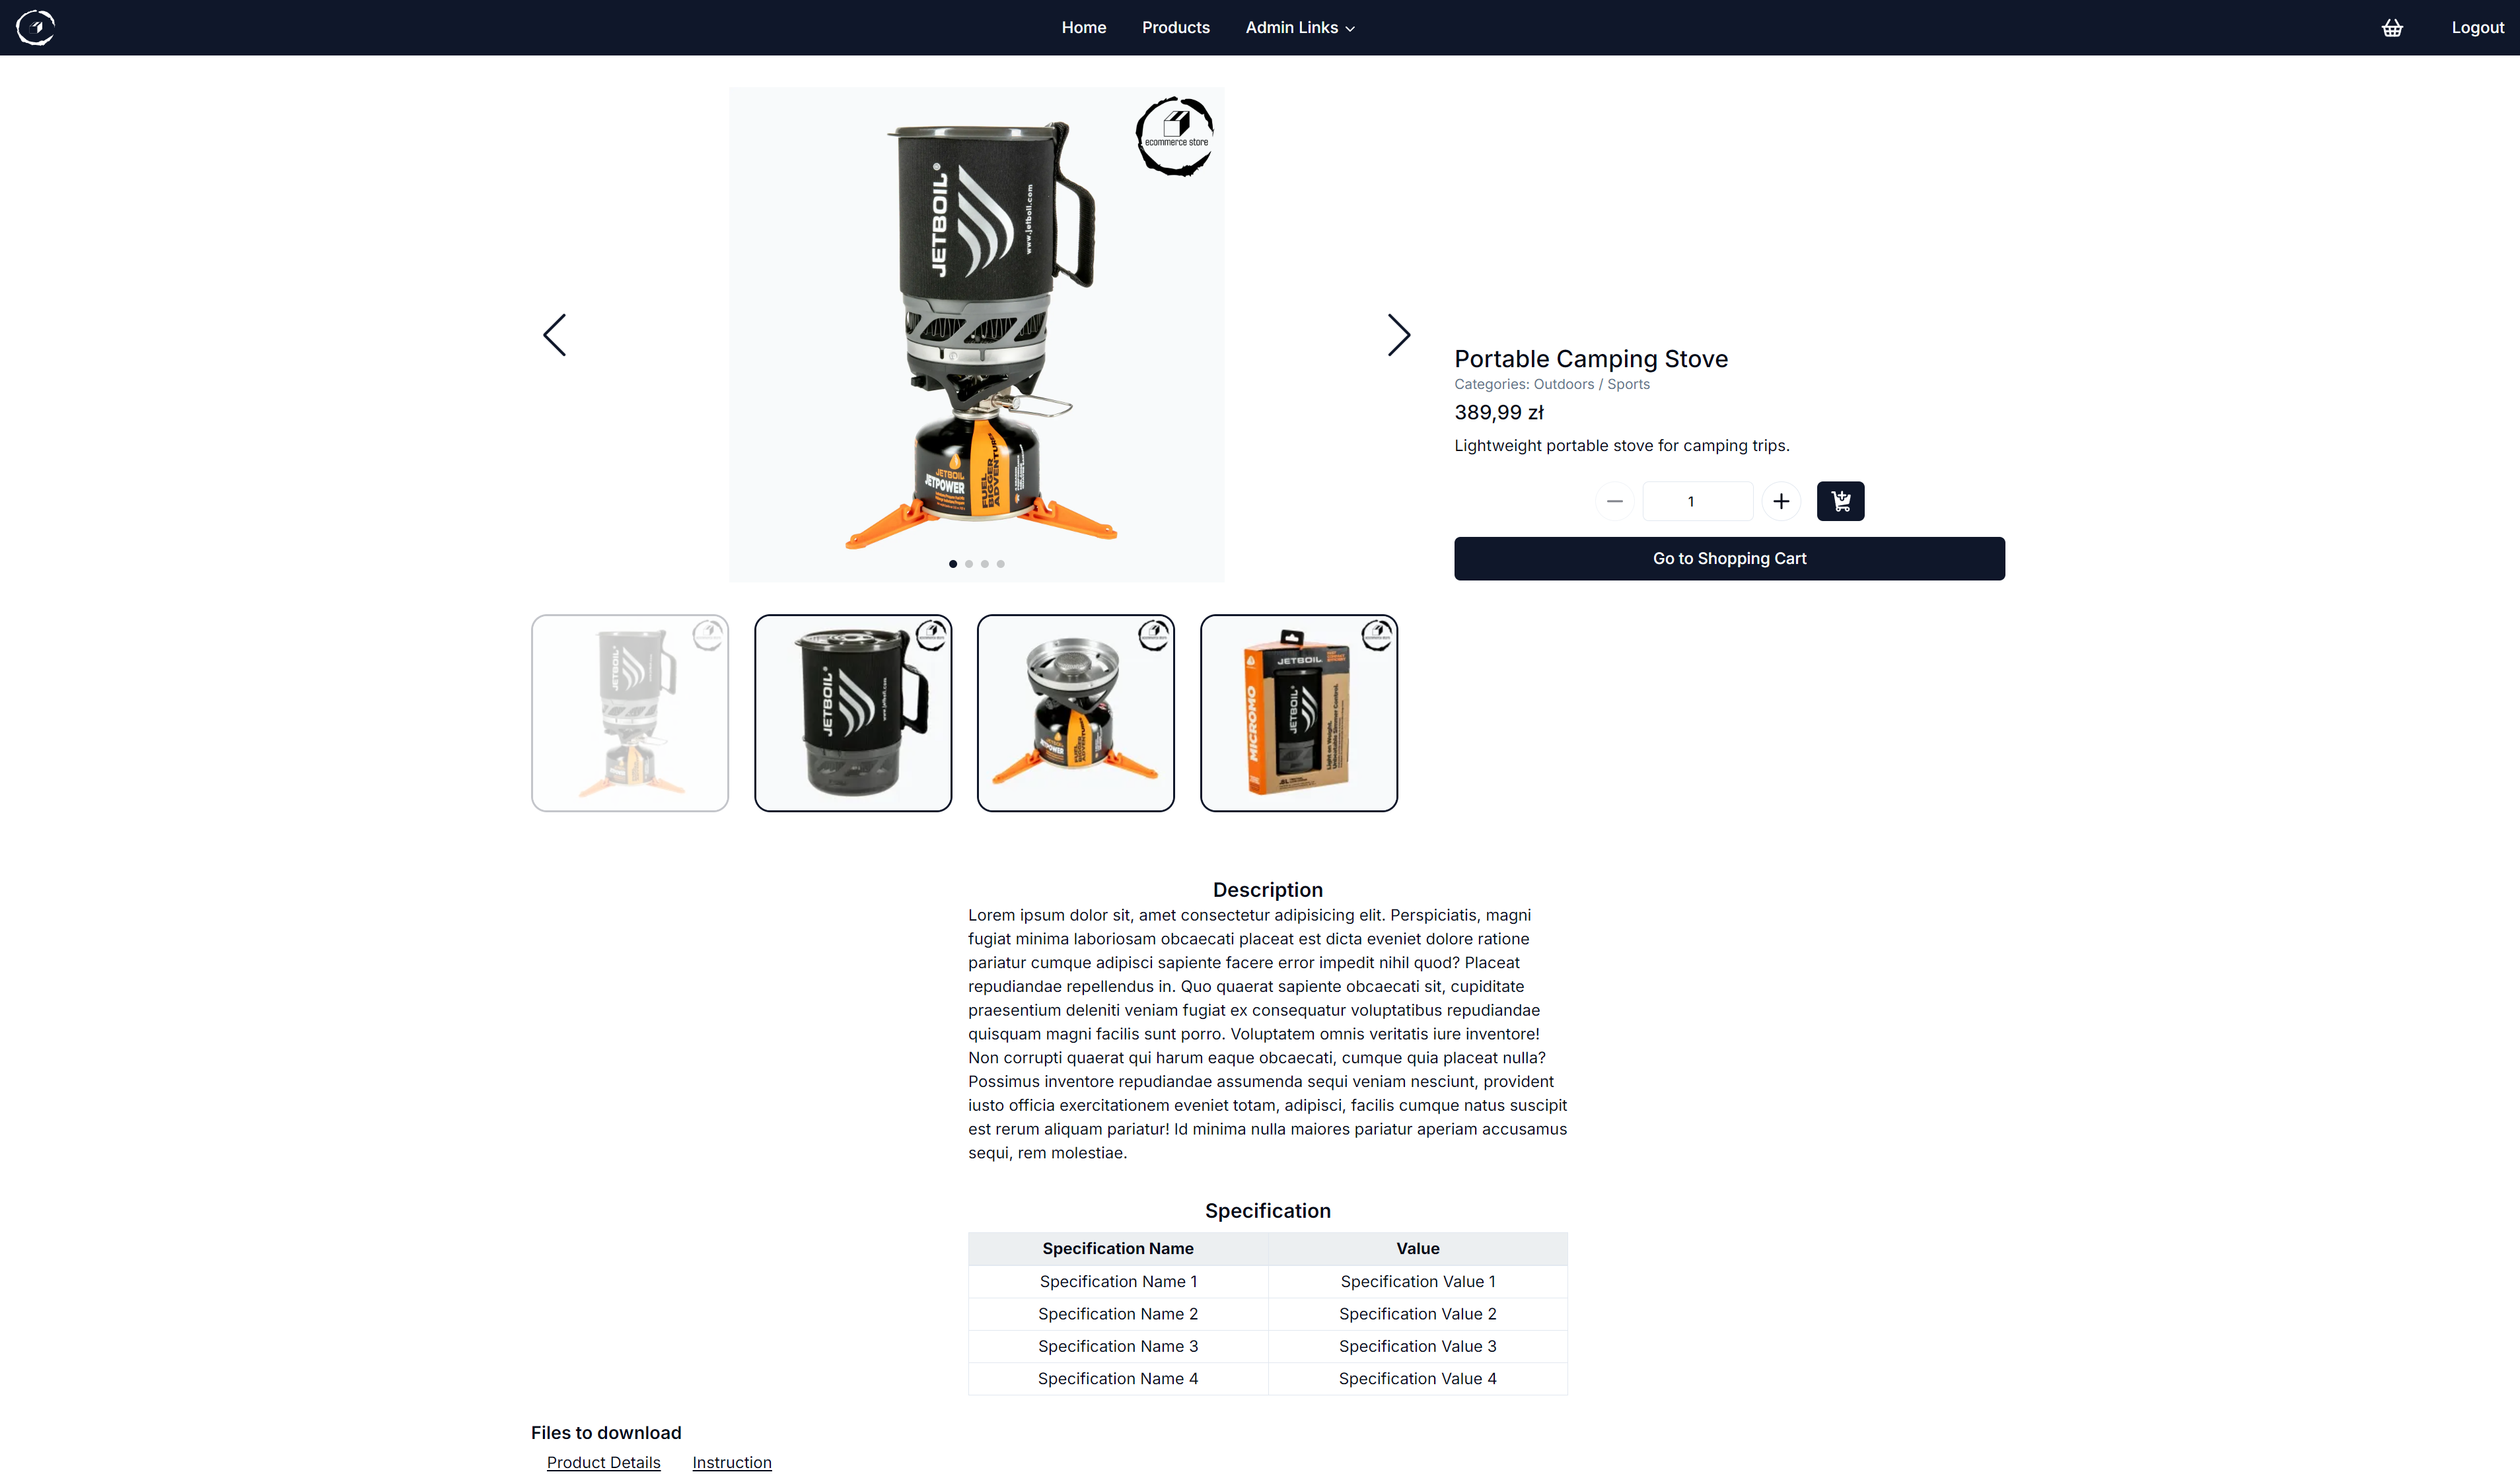 Home
Products
Admin Links
Logout
ecommerce store
JETBOIL®
www.jetboil.com
JETBOIL
JETPOWER
FUEL
BIGGER
ADVENTURES
Portable Camping Stove
Categories: Outdoors / Sports
389,99 zł
Lightweight portable stove for camping trips.
1
Go to Shopping Cart
JETBOIL
JETBOIL®
www.jetboil.com
JETBOIL
MICROMO
JETBOIL®
Description
Lorem ipsum dolor sit, amet consectetur adipisicing elit. Perspiciatis, magni
fugiat minima laboriosam obcaecati placeat est dicta eveniet dolore ratione
pariatur cumque adipisci sapiente facere error impedit nihil quod? Placeat
repudiandae repellendus in. Quo quaerat sapiente obcaecati sit, cupiditate
praesentium deleniti veniam fugiat ex consequatur voluptatibus repudiandae
quisquam magni facilis sunt porro. Voluptatem omnis veritatis iure inventore!
Non corrupti quaerat qui harum eaque obcaecati, cumque quia placeat nulla?
Possimus inventore repudiandae assumenda sequi veniam nesciunt, provident
iusto officia exercitationem eveniet totam, adipisci, facilis cumque natus suscipit
est rerum aliquam pariatur! Id minima nulla maiores pariatur aperiam accusamus
sequi, rem molestiae.
Specification
Specification Name Value
Specification Name 1 Specification Value 1
Specification Name 2 Specification Value 2
Specification Name 3 Specification Value 3
Specification Name 4 Specification Value 4
Files to download
Product Details Instruction